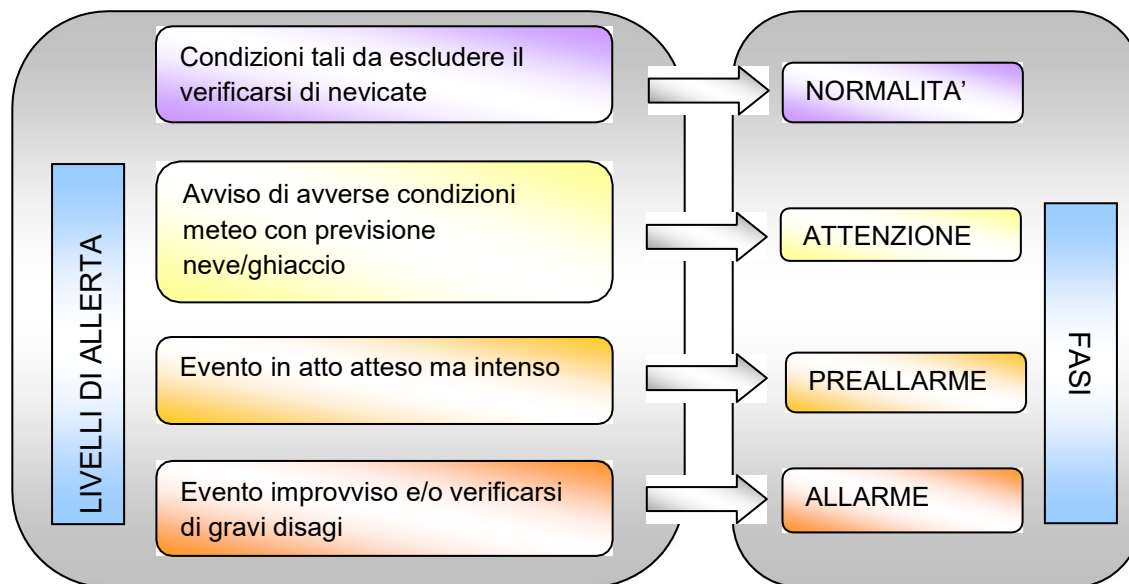 LIVELLI DI ALLERTA
Condizioni tali da escludere il
verificarsi di nevicate
NORMALITA’
Avviso di avverse condizioni
meteo con previsione
neve/ghiaccio
ATTENZIONE
Evento in atto atteso ma intenso
PREALLARME
Evento improvviso e/o verificarsi
di gravi disagi
ALLARME
FASI